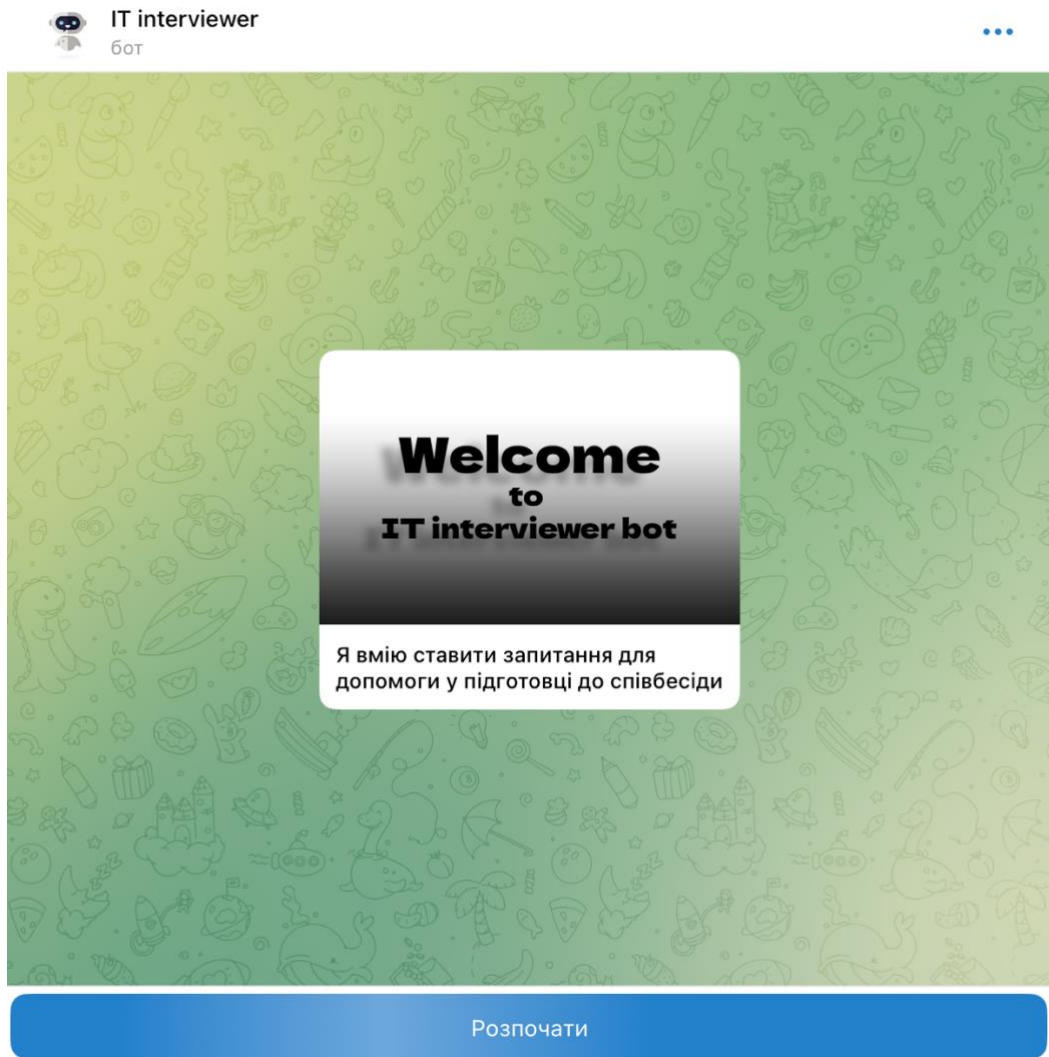 IT interviewer
бот
Welcome
to
IT interviewer bot
Я вмію ставити запитання для
допомоги у підготовці до співбесіди
Розпочати